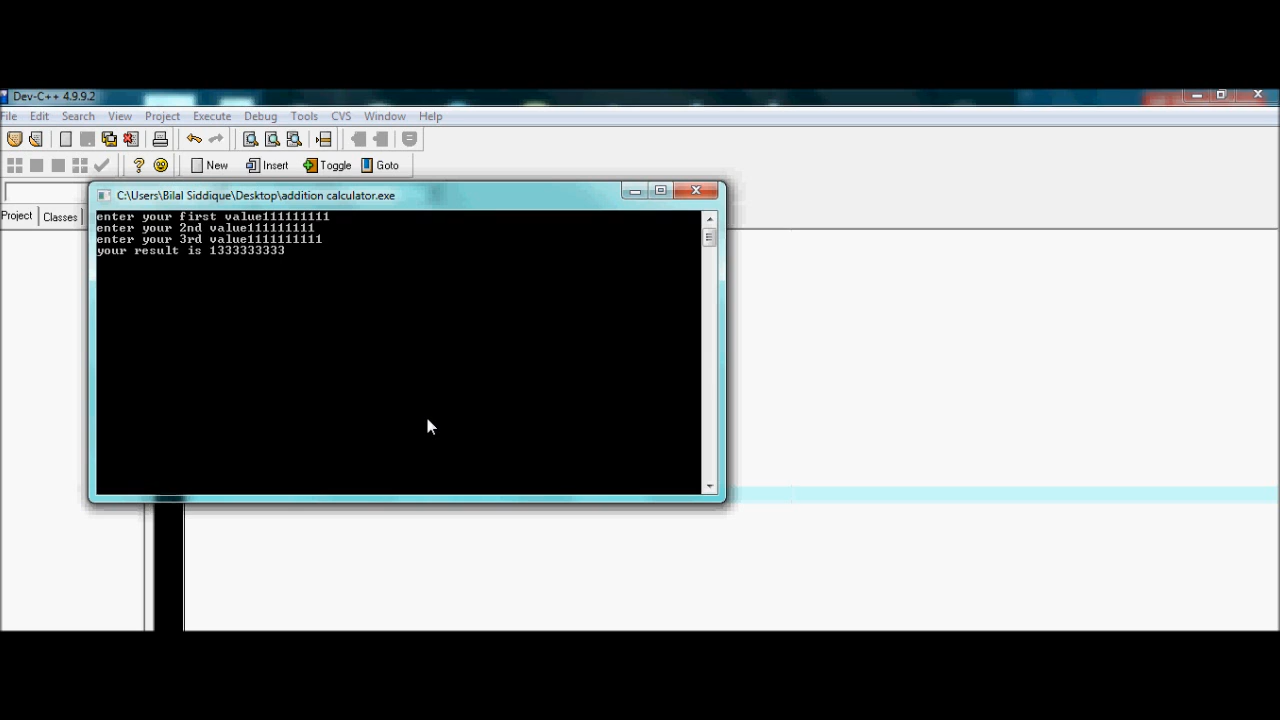 Dev-C++ 4.9.9.2
File Edit Search View Project Execute Debug Tools CVS Window Help
New Insert Toggle Goto
C:\Users\Bilal Siddique\Desktop\addition calculator.exe
Project Classes
enter your first value111111111
enter your 2nd value111111111
enter your 3rd value1111111111
your result is 1333333333